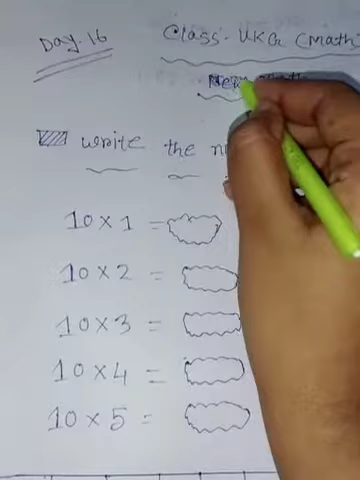 Day-16
Class-UKG (Math)
Write the
10×1 =
10×2 =
10×3 =
10×4 =
10×5 =